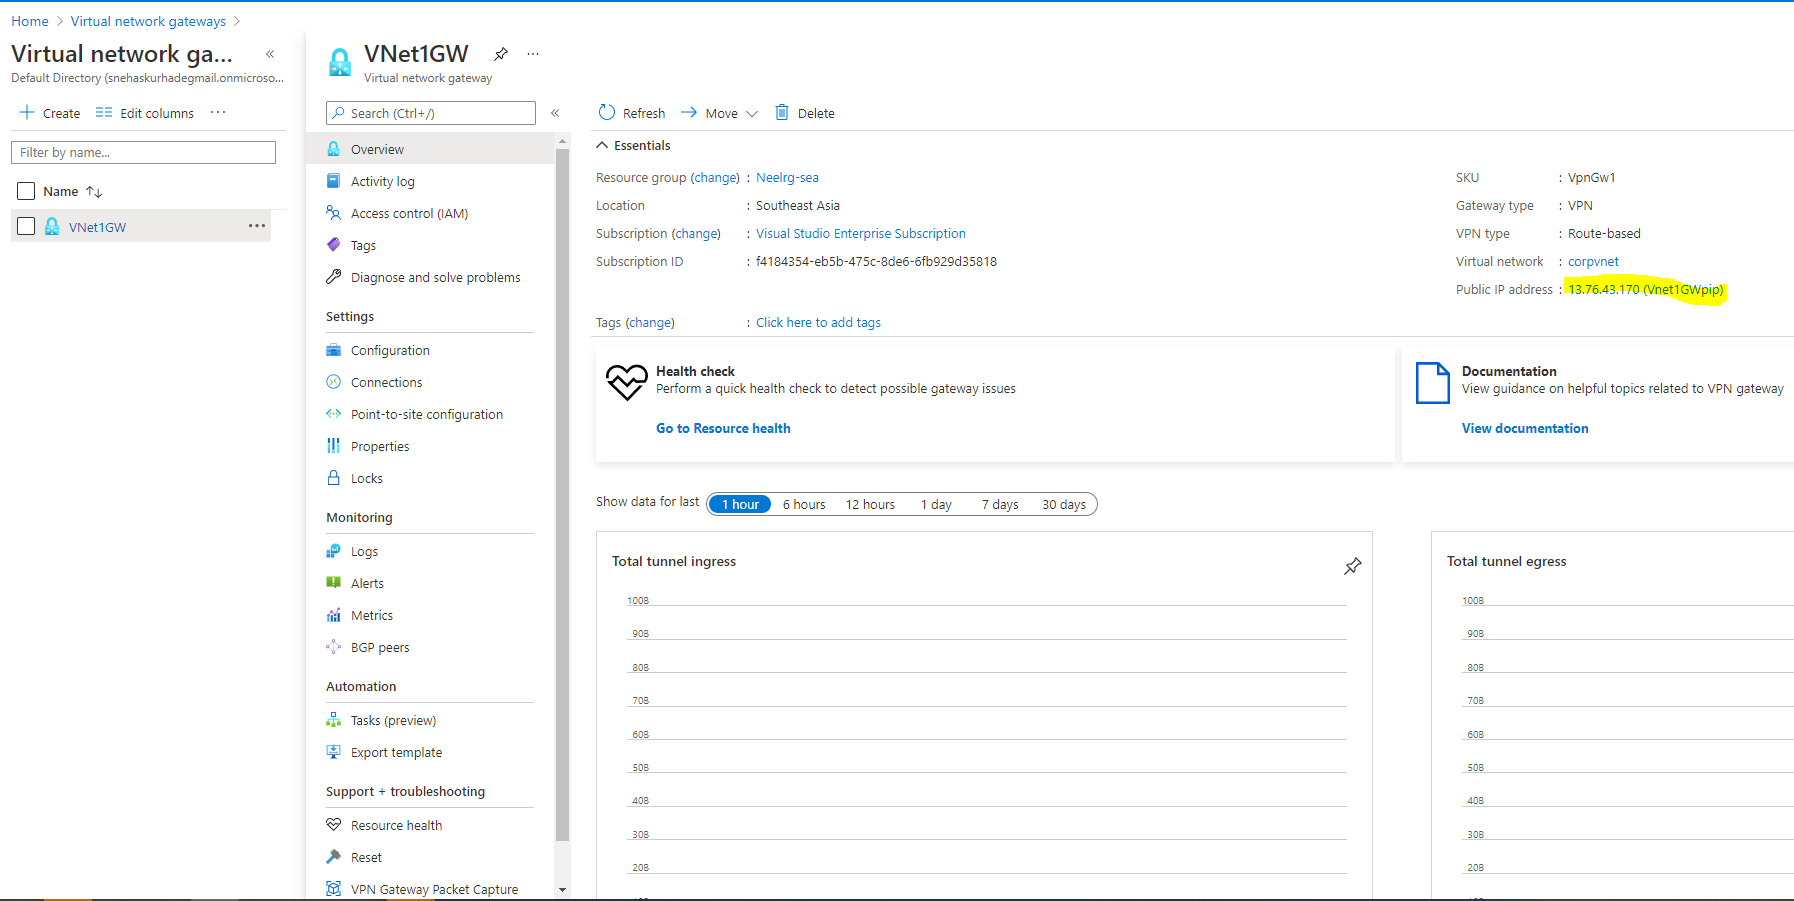 Home > Virtual network gateways >
Virtual network ga... «
Default Directory (snehaskurhadegmail.onmicroso...
+ Create Edit columns ...
Filter by name...
Name ↑↓
VNet1GW ...
VNet1GW ...
Virtual network gateway
Search (Ctrl+/) «
Overview
Activity log
Access control (IAM)
Tags
Diagnose and solve problems
Settings
Configuration
Connections
Point-to-site configuration
Properties
Locks
Monitoring
Logs
Alerts
Metrics
BGP peers
Automation
Tasks (preview)
Export template
Support + troubleshooting
Resource health
Reset
VPN Gateway Packet Capture
Refresh Move Delete
Essentials
Resource group (change) : Neelrg-sea
Location : Southeast Asia
Subscription (change) : Visual Studio Enterprise Subscription
Subscription ID : f4184354-eb5b-475c-8de6-6fb929d35818
SKU : VpnGw1
Gateway type : VPN
VPN type : Route-based
Virtual network : corpvnet
Public IP address : 13.76.43.170 (Vnet1GWpip)
Tags (change) : Click here to add tags
Health check
Perform a quick health check to detect possible gateway issues
Go to Resource health
Documentation
View guidance on helpful topics related to VPN gateway
View documentation
Show data for last 1 hour 6 hours 12 hours 1 day 7 days 30 days
Total tunnel ingress
100B
90B
80B
70B
60B
50B
40B
30B
20B
Total tunnel egress
100B
90B
80B
70B
60B
50B
40B
30B
20B